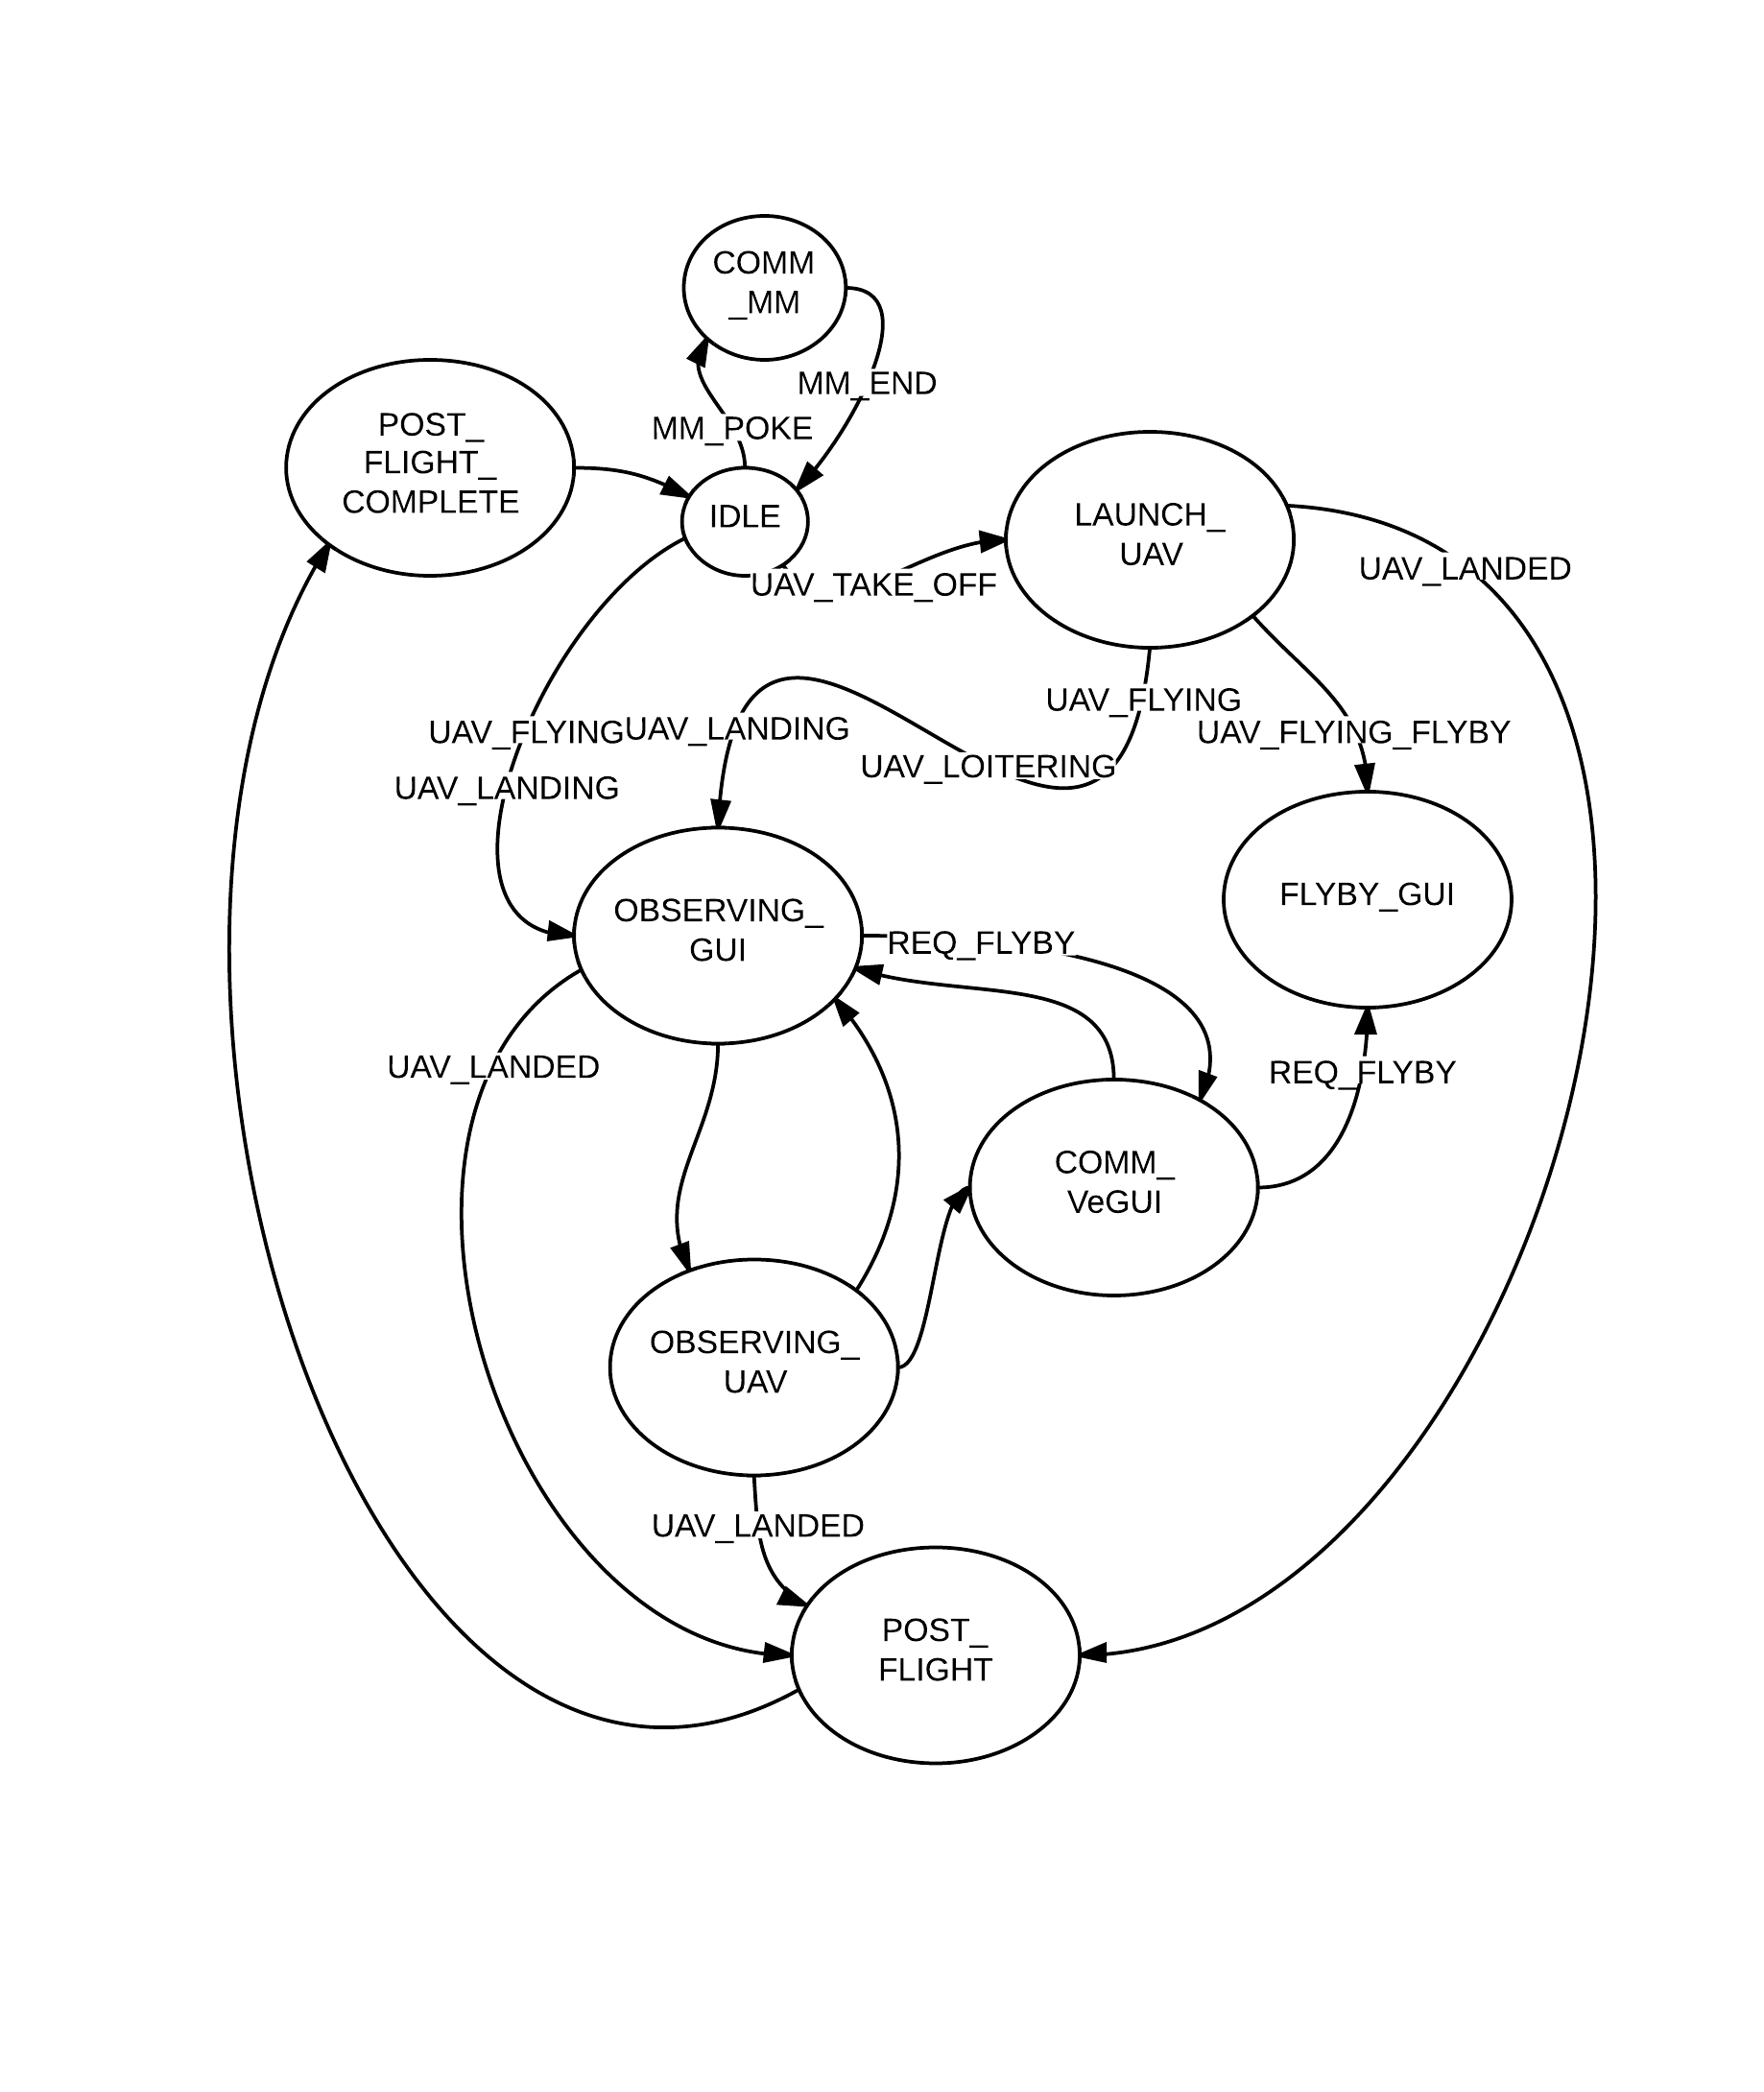 COMM
_MM
MM_END
MM_POKE
POST_
FLIGHT_
COMPLETE
IDLE
LAUNCH_
UAV
UAV_TAKE_OFF
UAV_LANDED
UAV_FLYING
UAV_FLYING
UAV_LANDING
UAV_FLYING_FLYBY
UAV_LOITERING
UAV_LANDING
FLYBY_GUI
OBSERVING_
GUI
REQ_FLYBY
UAV_LANDED
REQ_FLYBY
COMM_
VeGUI
OBSERVING_
UAV
UAV_LANDED
POST_
FLIGHT